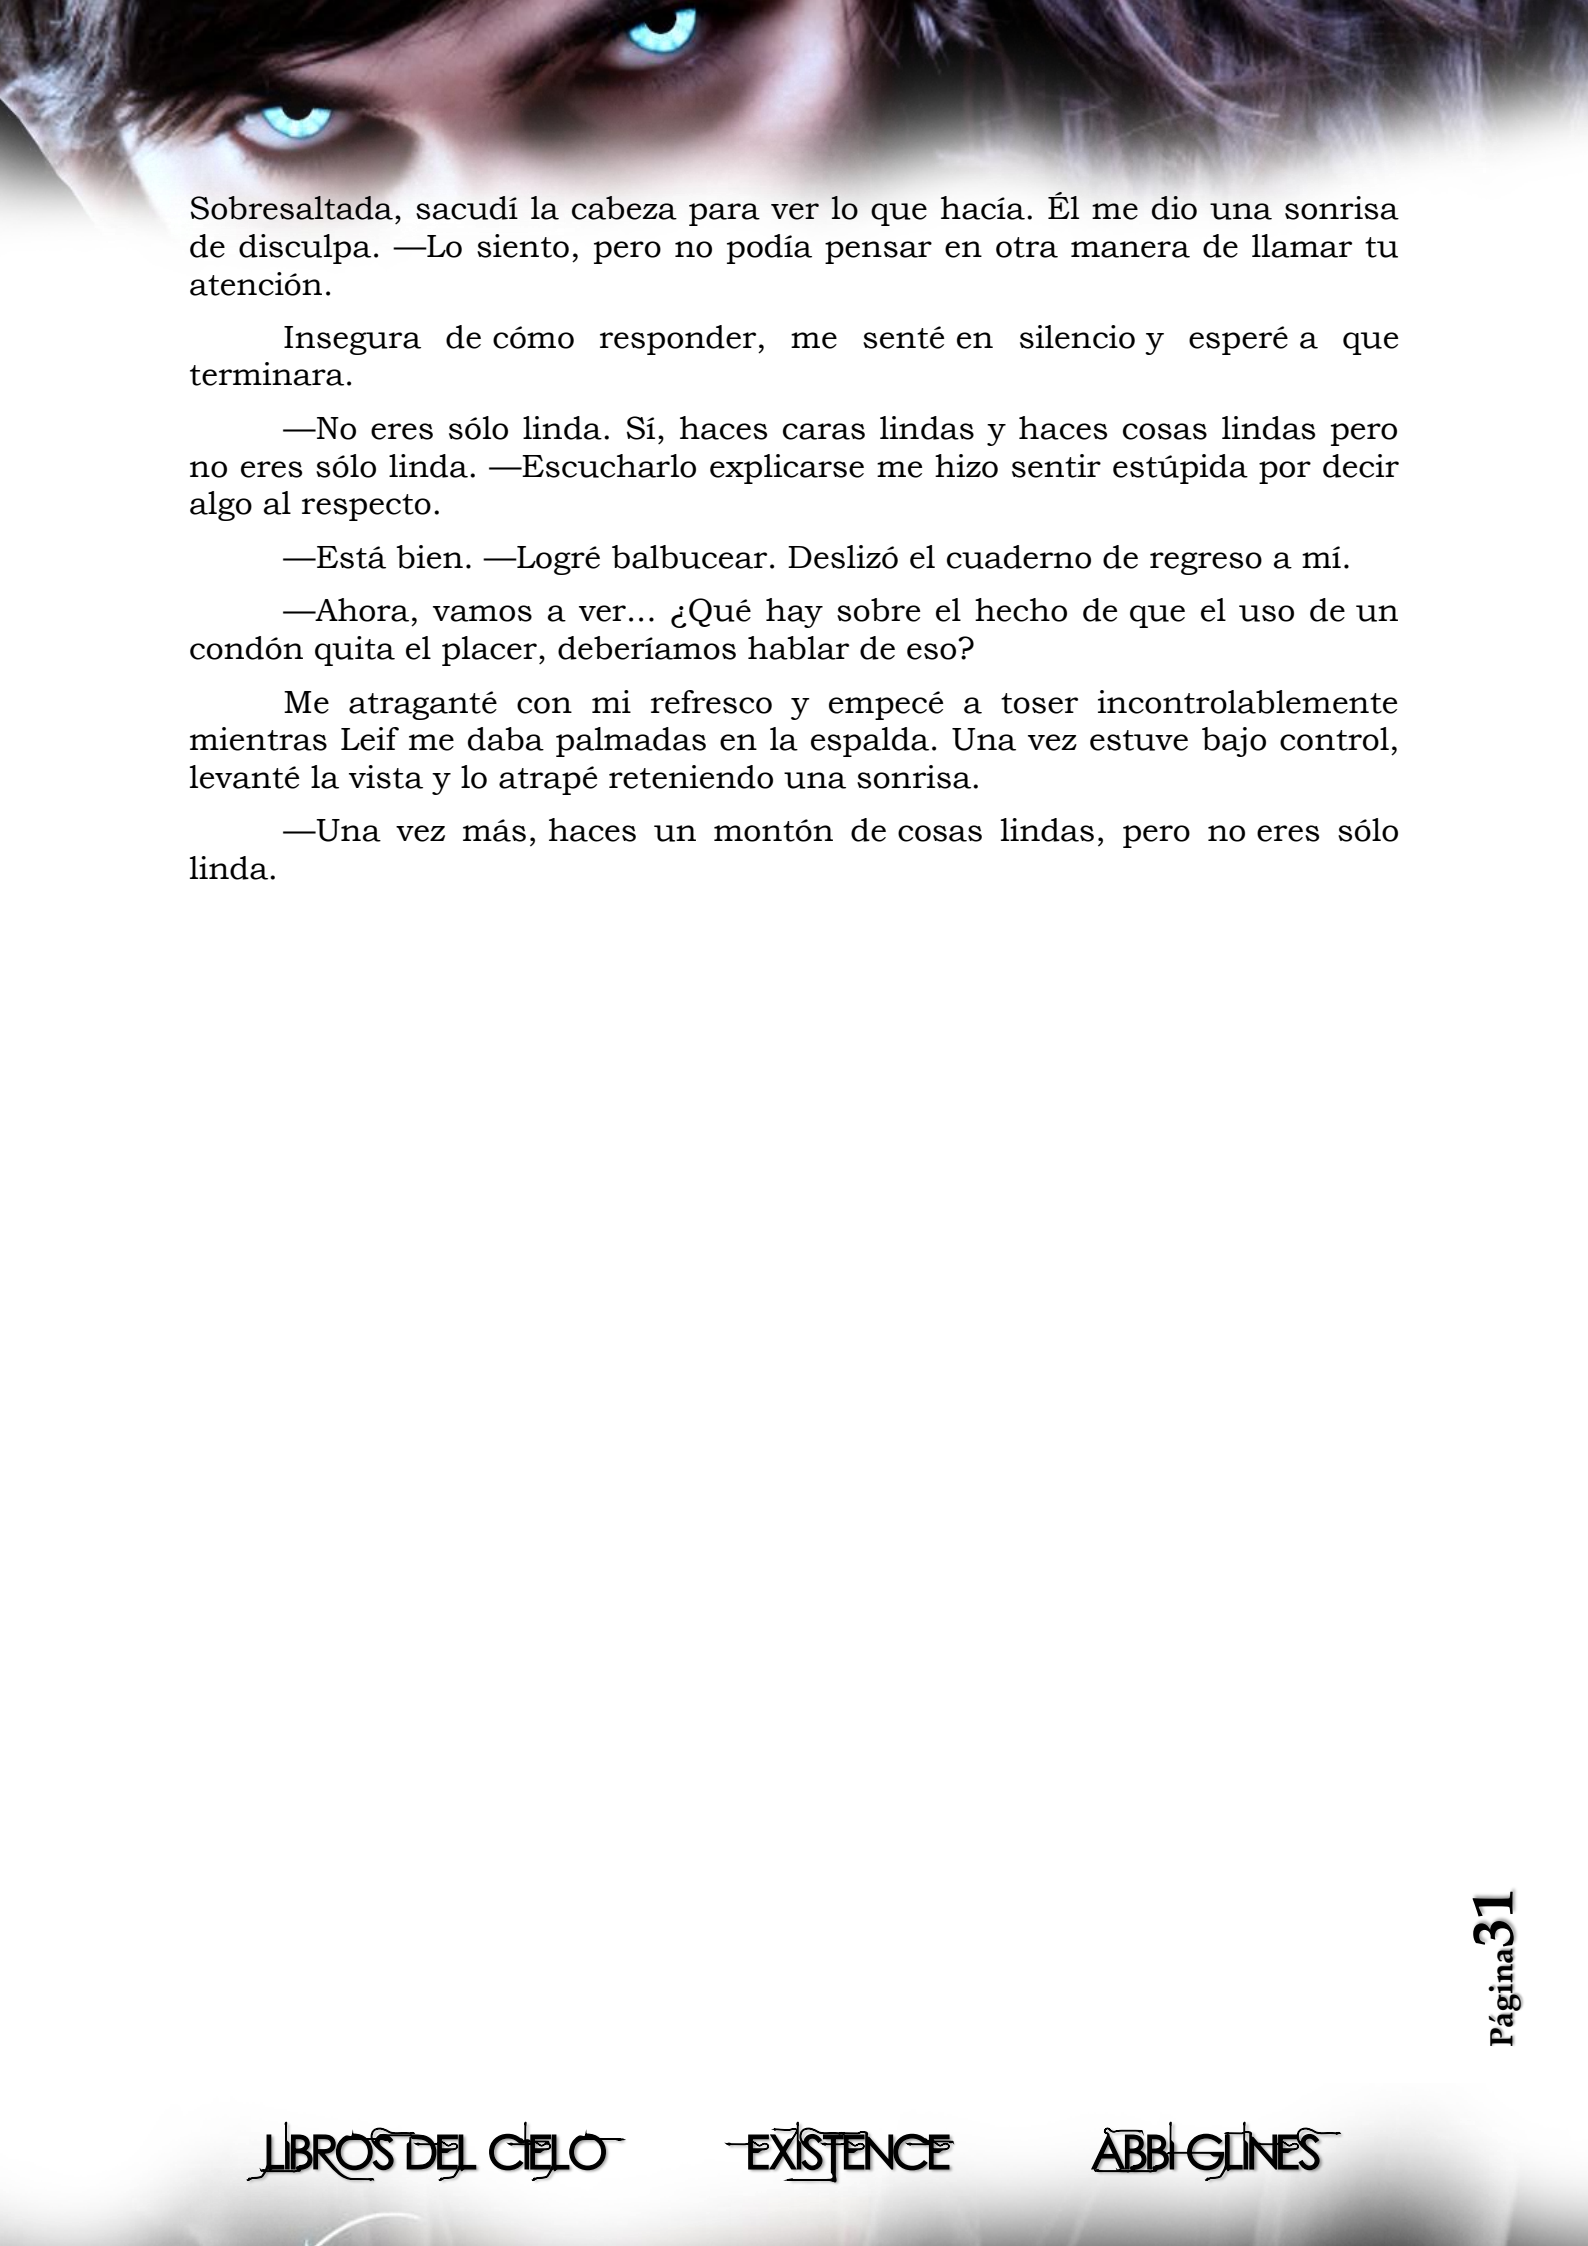 Sobresaltada, sacudí la cabeza para ver lo que hacía. Él me dio una sonrisa
de disculpa. —Lo siento, pero no podía pensar en otra manera de llamar tu
atención.
Insegura de cómo responder, me senté en silencio y esperé a que
terminara.
—No eres sólo linda. Sí, haces caras lindas y haces cosas lindas pero
no eres sólo linda. —Escucharlo explicarse me hizo sentir estúpida por decir
algo al respecto.
—Está bien. —Logré balbucear. Deslizó el cuaderno de regreso a mí.
—Ahora, vamos a ver... ¿Qué hay sobre el hecho de que el uso de un
condón quita el placer, deberíamos hablar de eso?
Me atraganté con mi refresco y empecé a toser incontrolablemente
mientras Leif me daba palmadas en la espalda. Una vez estuve bajo control,
levanté la vista y lo atrapé reteniendo una sonrisa.
—Una vez más, haces un montón de cosas lindas, pero no eres sólo
linda.
Página31
LIBROS DEL CIELO EXISTENCE ABBI GLINES